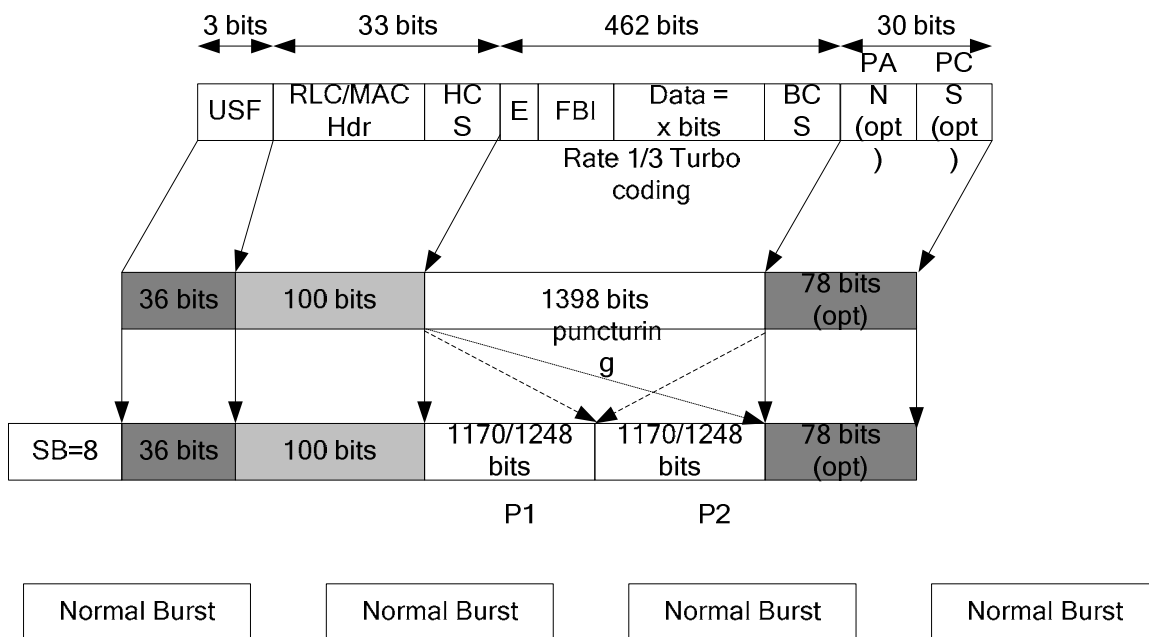 3 bits
33 bits
462 bits
30 bits
USF
RLC/MAC
Hdr
HC
S
E
FBI
Data =
x bits
BC
S
PA
N
(opt
)
PC
S
(opt
)
Rate 1/3 Turbo
coding
36 bits
100 bits
1398 bits
78 bits
(opt)
puncturin
g
SB=8
36 bits
100 bits
1170/1248
bits
1170/1248
bits
78 bits
(opt)
P1
P2
Normal Burst
Normal Burst
Normal Burst
Normal Burst